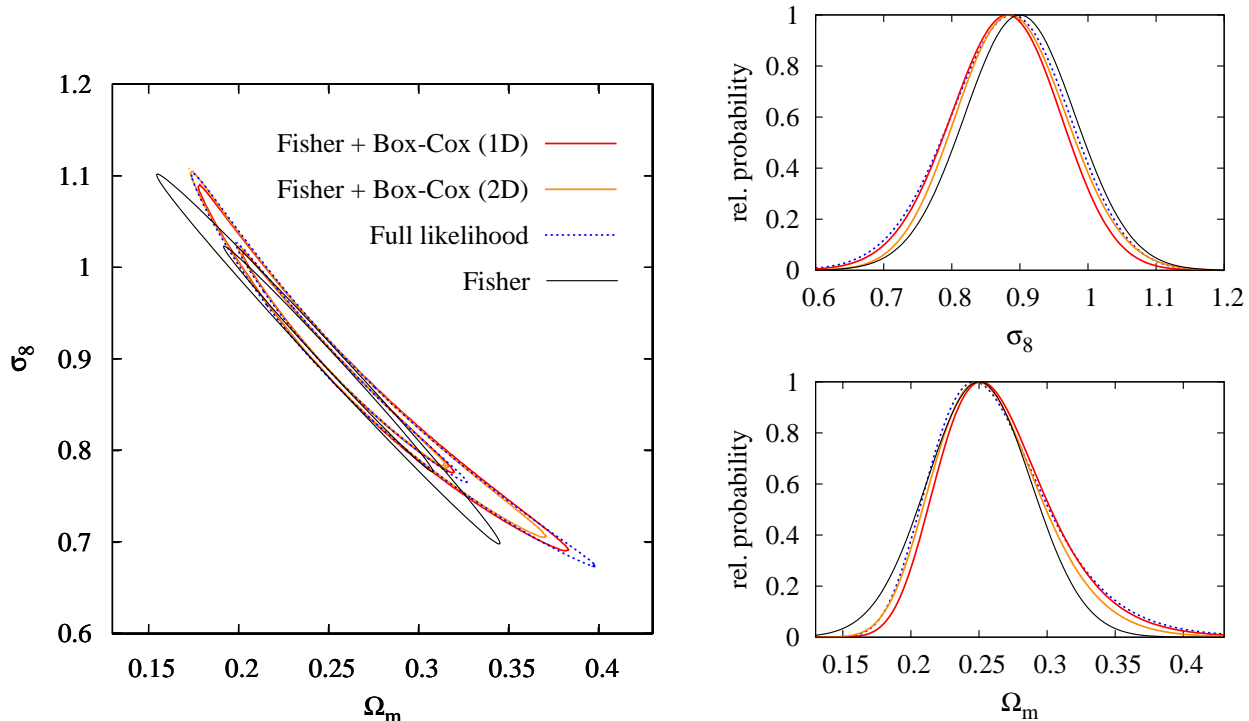 1.2
1.1
1
0.9
0.8
0.7
0.6
σ8
0.15 0.2 0.25 0.3 0.35 0.4
Ωm
Fisher + Box-Cox (1D)
Fisher + Box-Cox (2D)
Full likelihood
Fisher
1
0.8
0.6
0.4
0.2
0
rel. probability
0.6 0.7 0.8 0.9 1 1.1 1.2
σ8
1
0.8
0.6
0.4
0.2
0
rel. probability
0.15 0.2 0.25 0.3 0.35 0.4
Ωm